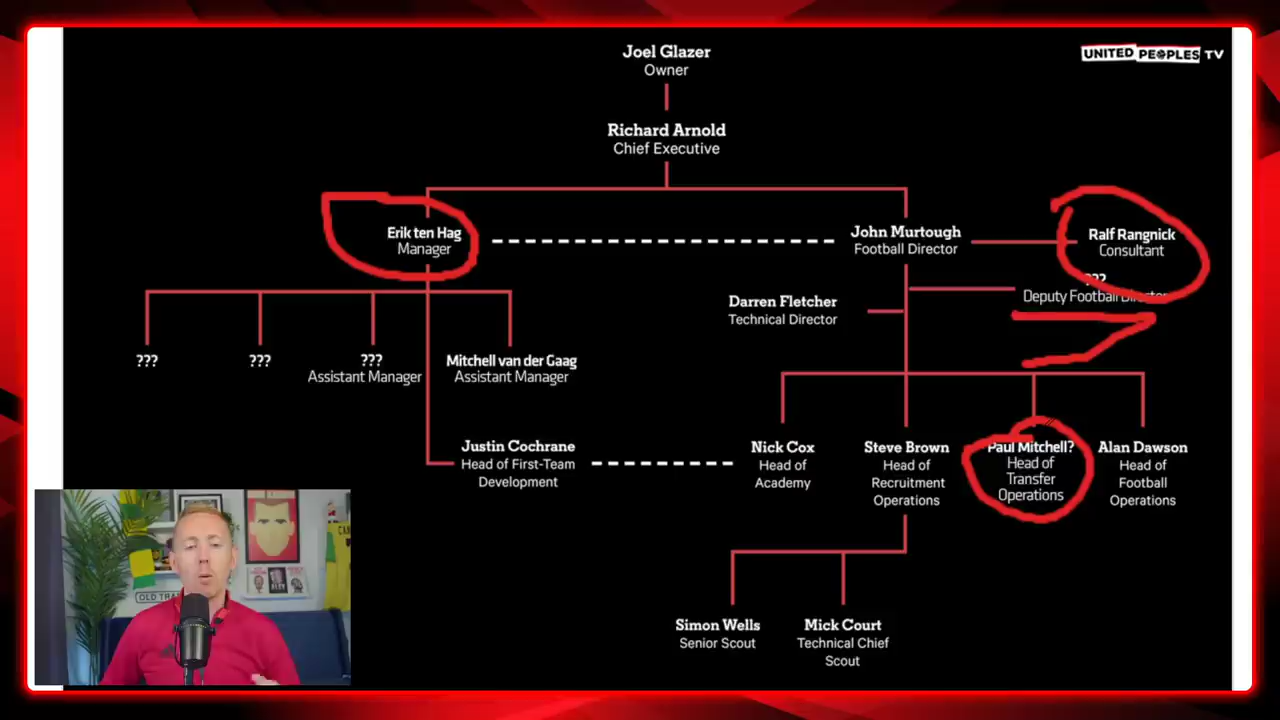 Joel Glazer
Owner
UNITED PEOPLES TV
Richard Arnold
Chief Executive
Erik ten Hag
Manager
John Murtough
Football Director
Ralf Rangnick
Consultant
???
Deputy Football Director
Darren Fletcher
Technical Director
???
???
???
Assistant Manager
Mitchell van der Gaag
Assistant Manager
Justin Cochrane
Head of First-Team
Development
Nick Cox
Head of
Academy
Steve Brown
Head of
Recruitment
Operations
Paul Mitchell?
Head of
Transfer
Operations
Alan Dawson
Head of
Football
Operations
Simon Wells
Senior Scout
Mick Court
Technical Chief
Scout
OLD TRA